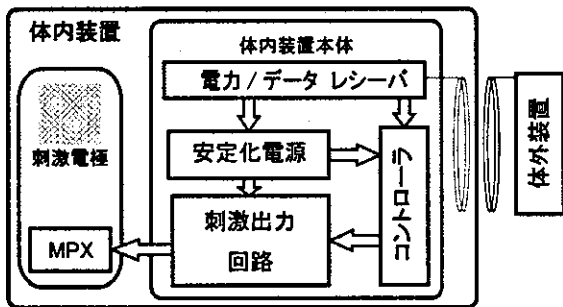 体内装置
体内装置本体
電力 / データ レシーバ
刺激電極
安定化電源
コントローラ
体外装置
刺激出力
回路
MPX